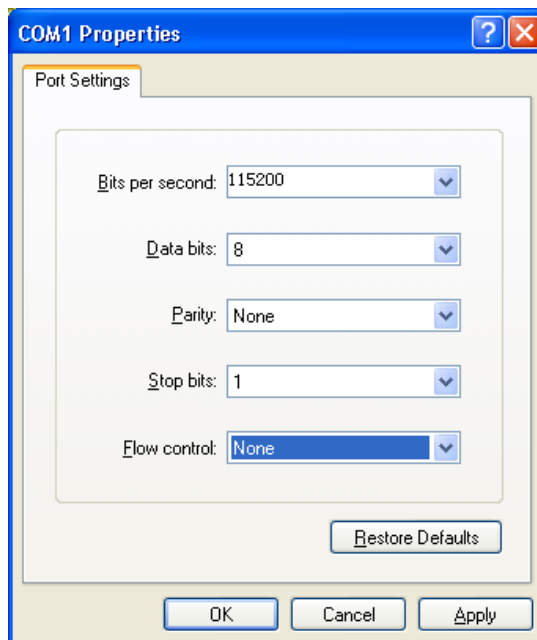 COM1 Properties
Port Settings
Bits per second: 115200
Data bits: 8
Parity: None
Stop bits: 1
Flow control: None
Restore Defaults
OK Cancel Apply